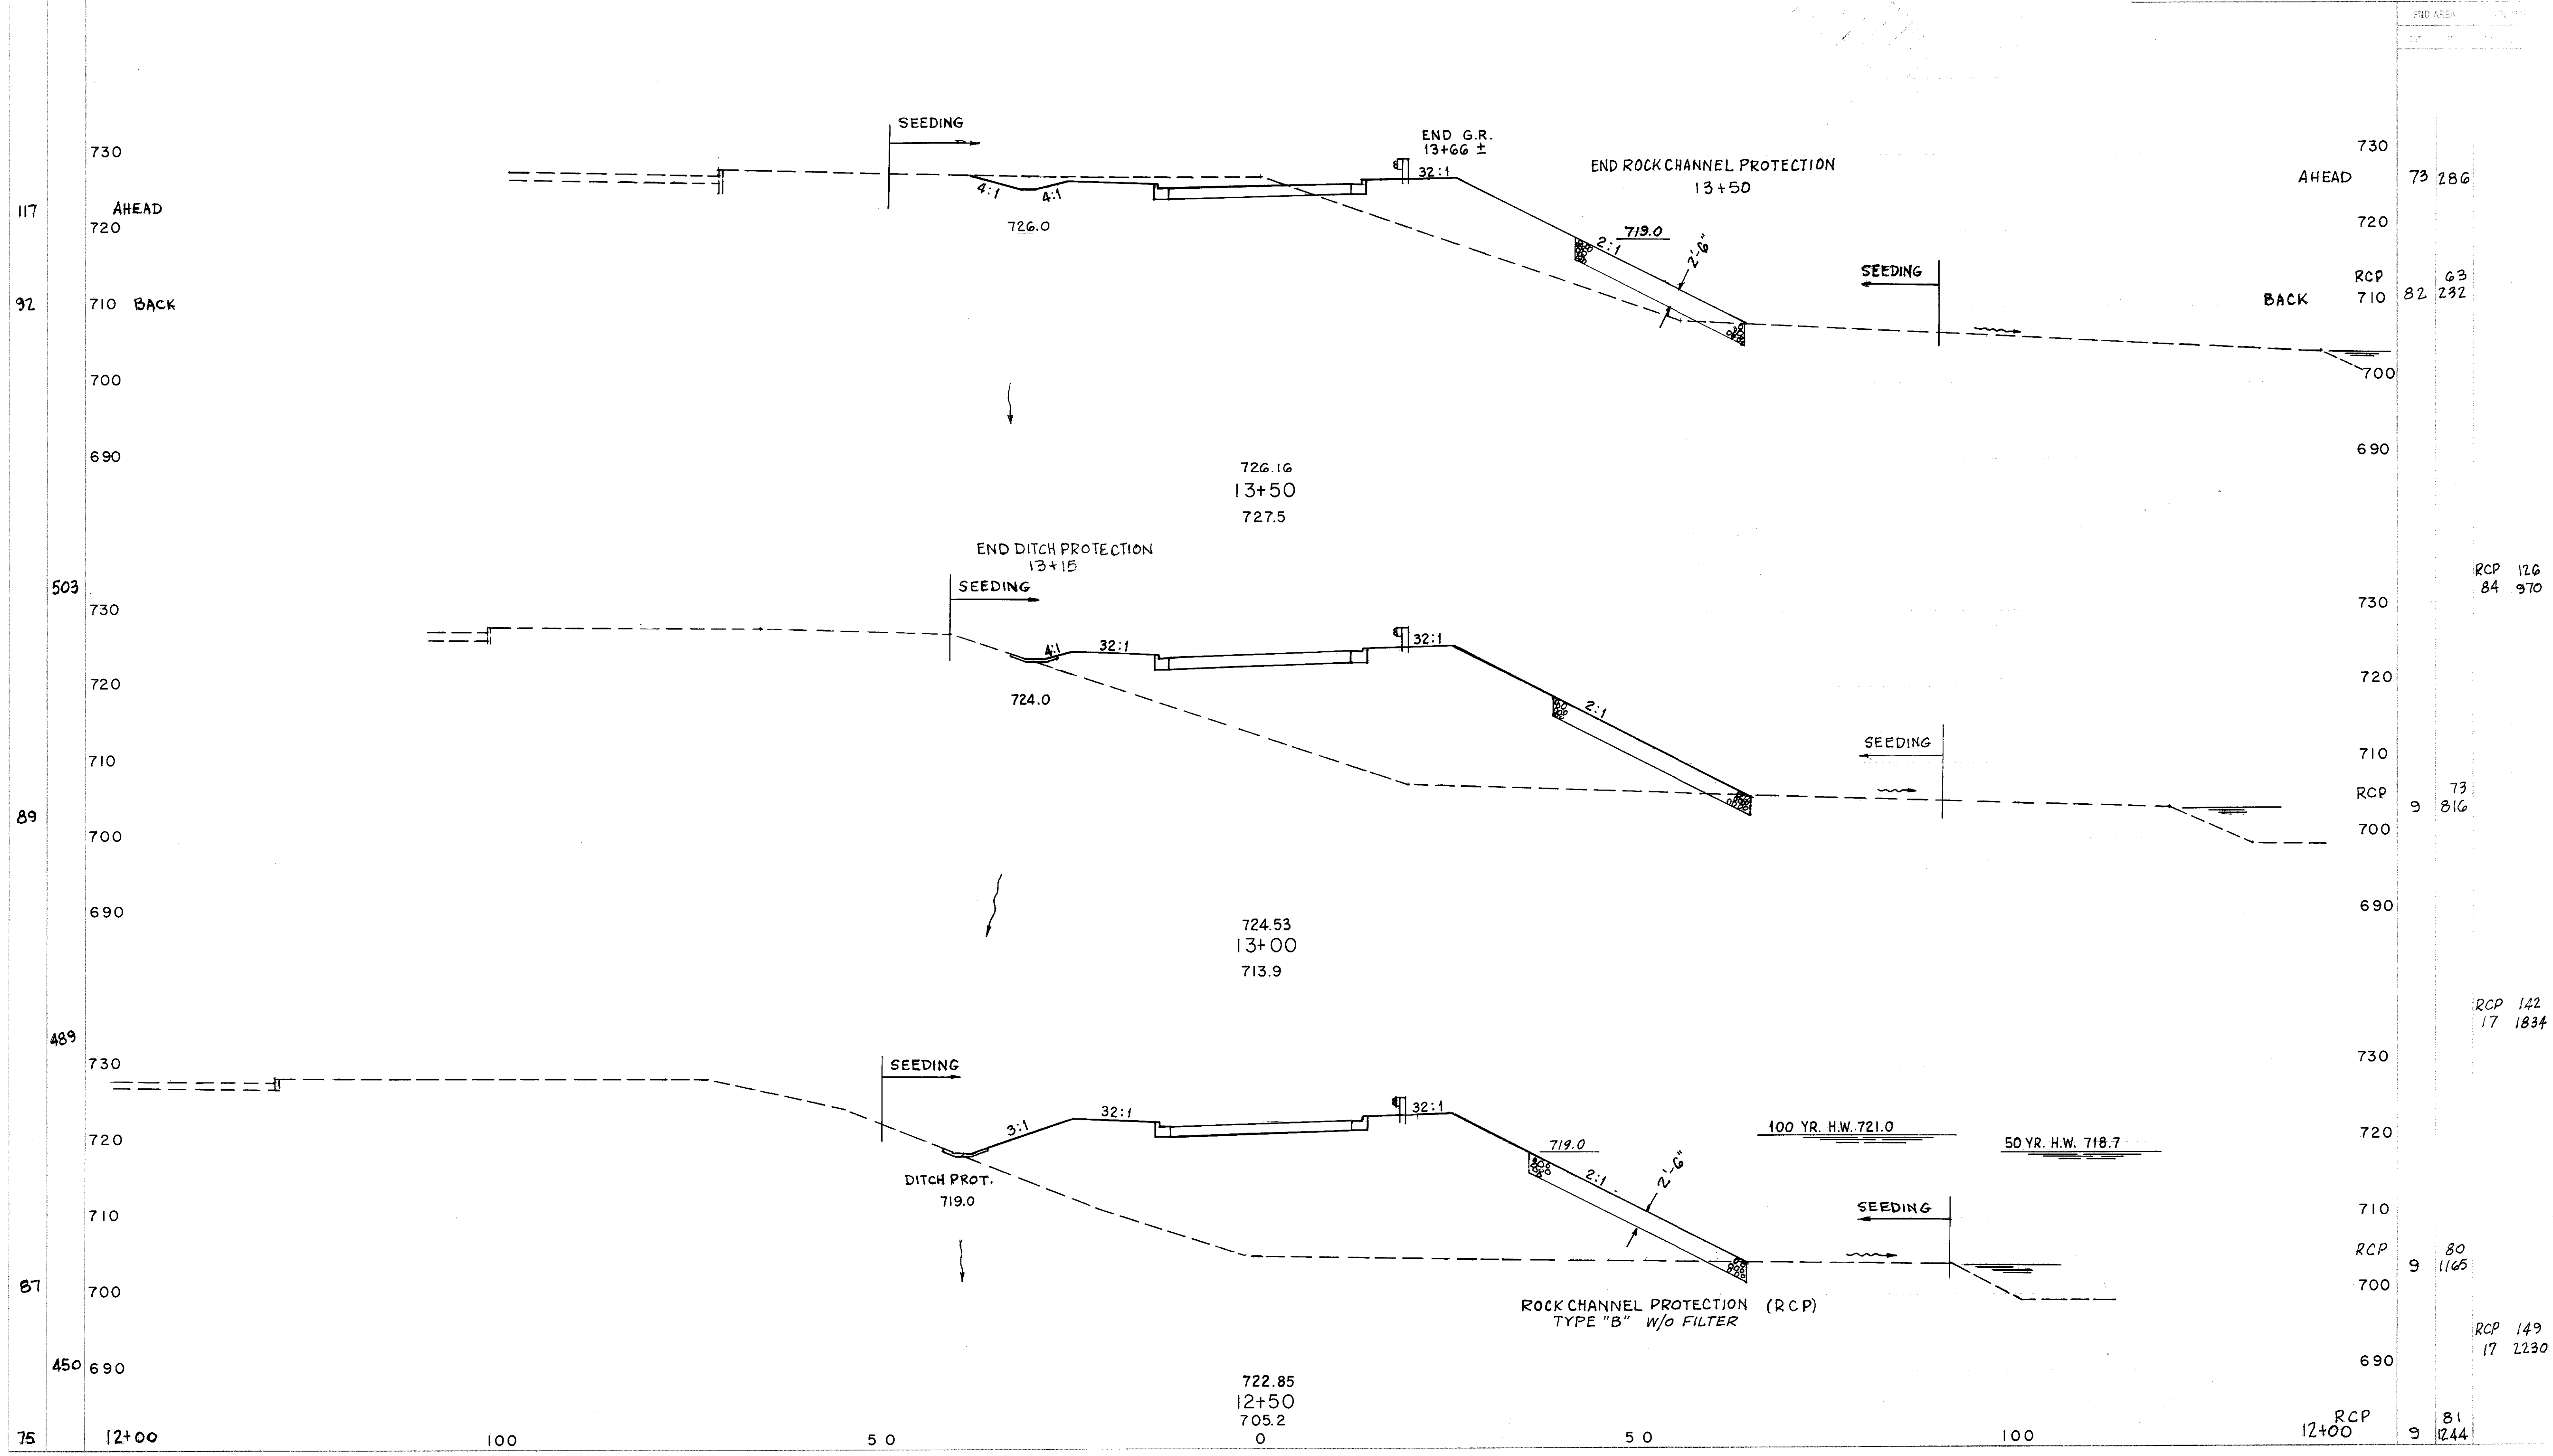 END AREA
SEEDING
END G.R.
13+66 ±
730
730
END ROCK CHANNEL PROTECTION
13+50
32:1
AHEAD 73 286
4:1
4:1
117 AHEAD
720
726.0
719.0
2:1
2'-6"
720
SEEDING
RCP 63
92 710 BACK
BACK 710 82 232
700
700
690
690
726.16
13+50
727.5
END DITCH PROTECTION
13+15
RCP 126
503
SEEDING
84 970
730
730
4:1
32:1
32:1
720
720
724.0
2:1
SEEDING
710
710
RCP 73
89
9 816
700
700
690
690
724.53
13+00
713.9
RCP 142
17 1834
489
730
SEEDING
730
3:1
32:1
32:1
100 YR. H.W. 721.0
720
720
719.0
50 YR. H.W. 718.7
2:1
2'-6"
DITCH PROT.
719.0
SEEDING
710
710
RCP 80
9 1165
87 700
700
ROCK CHANNEL PROTECTION (RCP)
TYPE "B" W/O FILTER
RCP 149
17 2230
450 690
690
722.85
12+50
705.2
RCP 81
75 12+00 100 50 0 50 100 12+00 9 1244